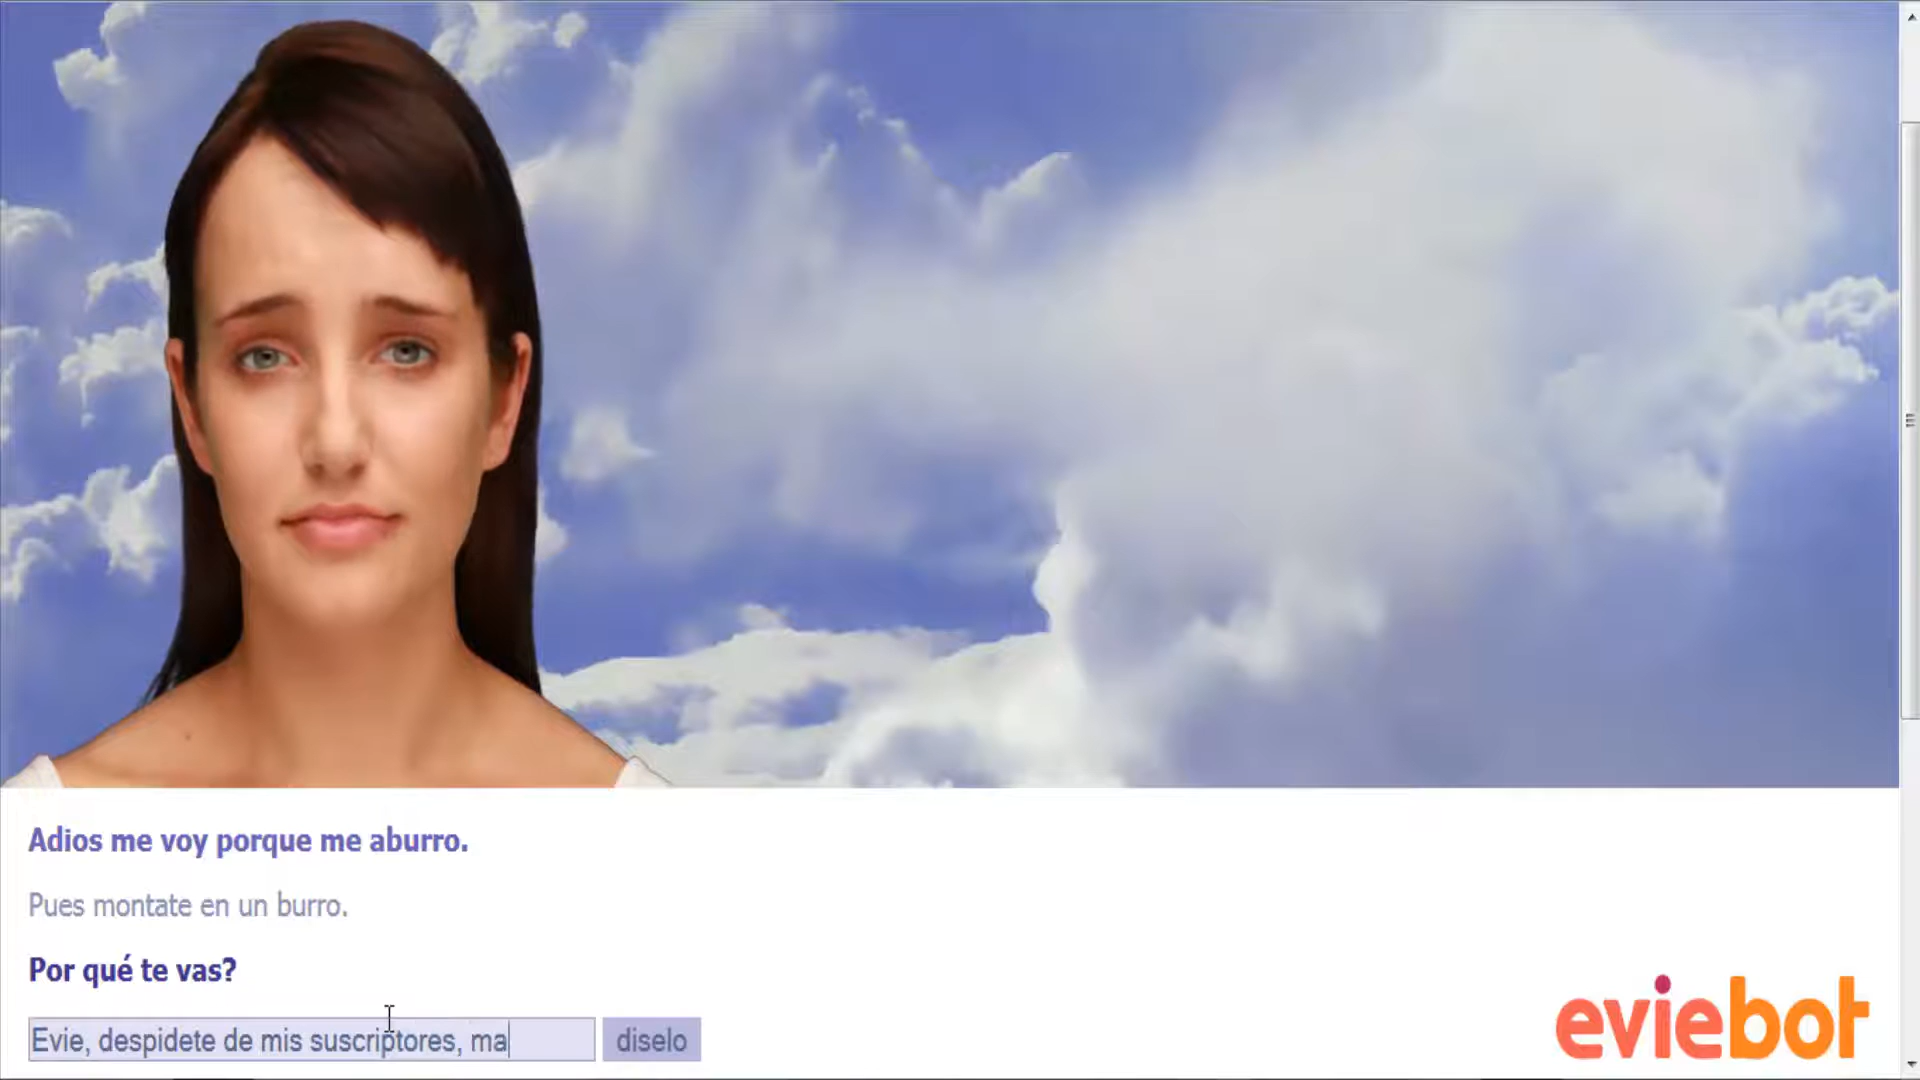 Adios me voy porque me aburro.
Pues montate en un burro.
Por qué te vas?
Evie, despidete de mis suscriptores, ma
diselo
eviebot